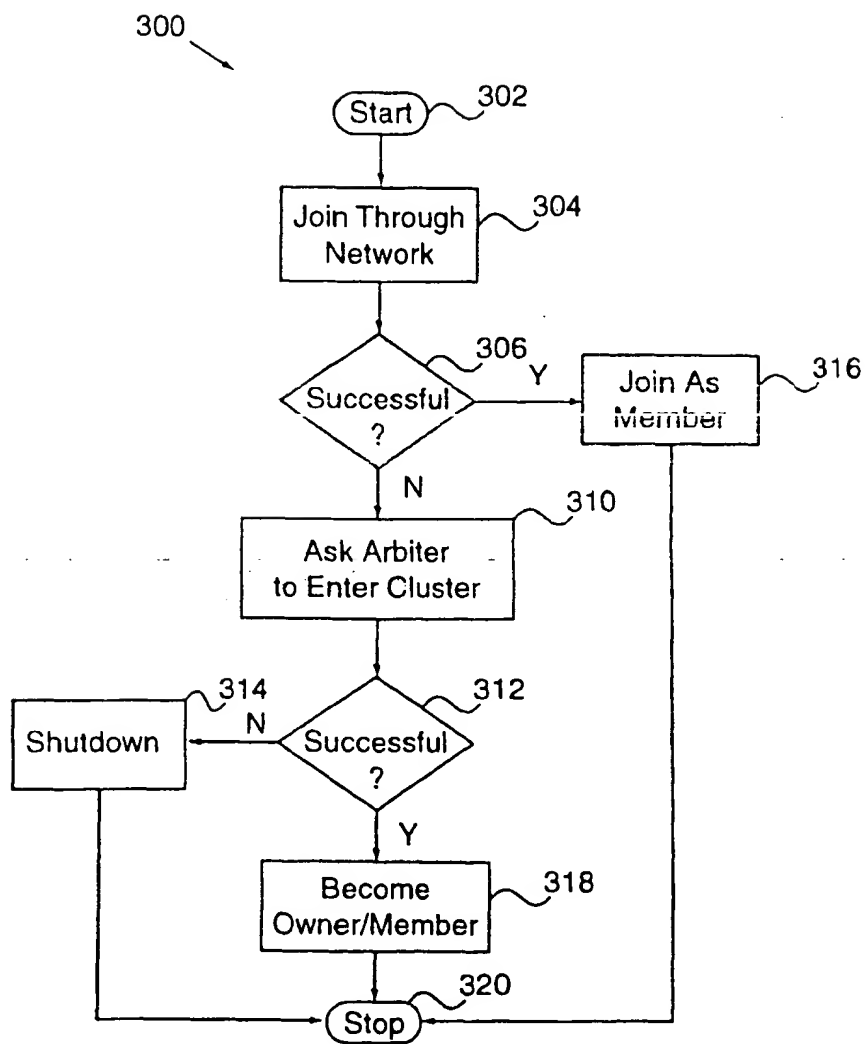 300
Start
302
Join Through
Network
304
306
Successful
?
Y
Join As
Member
316
N
310
Ask Arbiter
to Enter Cluster
314
N
Shutdown
312
Successful
?
Y
Become
Owner/Member
318
320
Stop